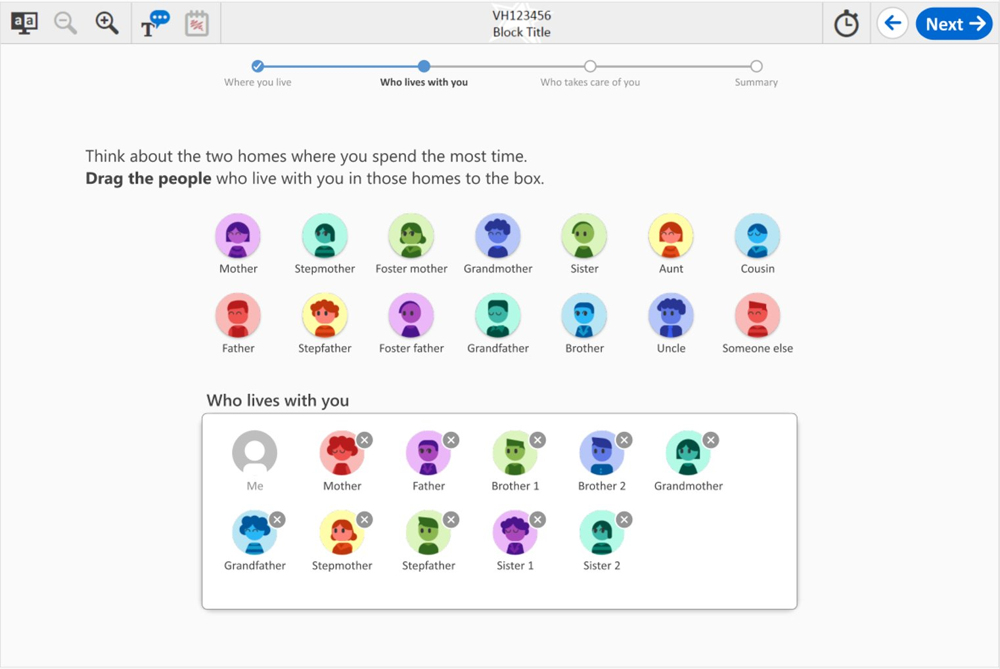 aa
T
VH123456
Block Title
Next
Where you live
Who lives with you
Who takes care of you
Summary
Think about the two homes where you spend the most time.
Drag the people who live with you in those homes to the box.
Mother Stepmother Foster mother Grandmother Sister Aunt Cousin
Father Stepfather Foster father Grandfather Brother Uncle Someone else
Who lives with you
Me Mother Father Brother 1 Brother 2 Grandmother
Grandfather Stepmother Stepfather Sister 1 Sister 2